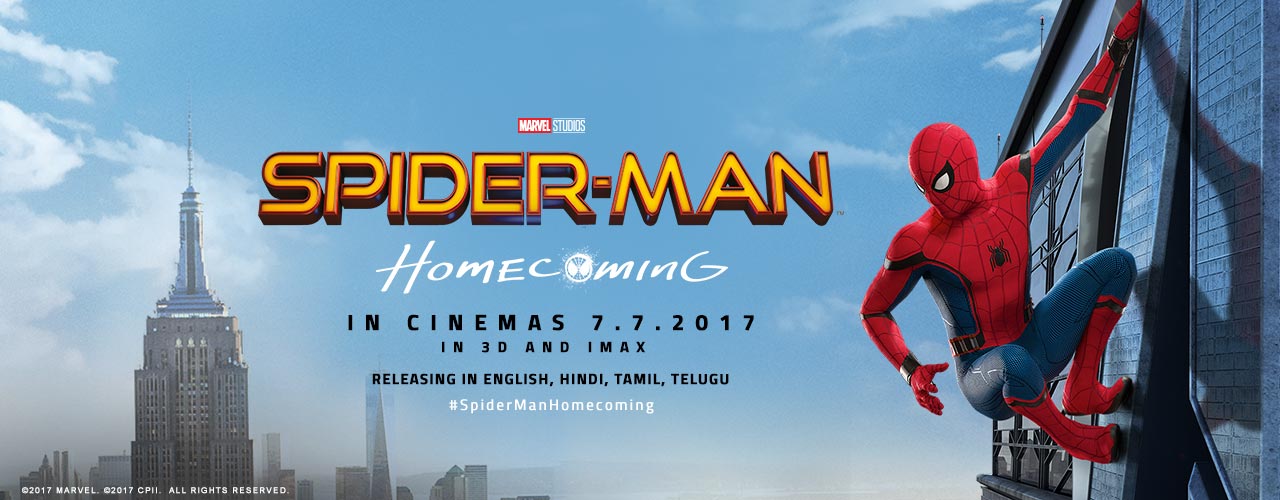 MARVEL STUDIOS
SPIDER-MAN™
HOMECOMING
IN CINEMAS 7.7.2017
IN 3D AND IMAX
RELEASING IN ENGLISH, HINDI, TAMIL, TELUGU
#SpiderManHomecoming
©2017 MARVEL. ©2017 CPII. ALL RIGHTS RESERVED.